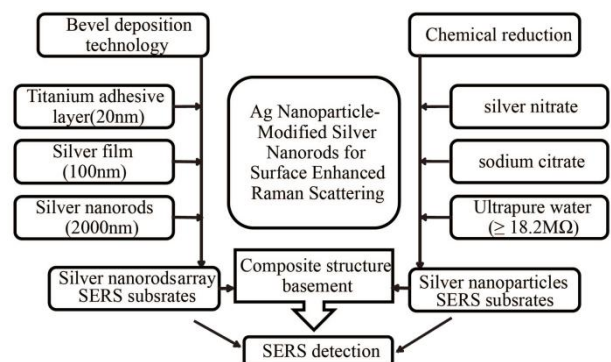 Bevel deposition
technology
Titanium adhesive
layer(20nm)
Silver film
(100nm)
Silver nanorods
(2000nm)
Silver nanorodsarray
SERS subsrates
Ag Nanoparticle-
Modified Silver
Nanorods for
Surface Enhanced
Raman Scattering
Composite structure
basement
SERS detection
Chemical reduction
silver nitrate
sodium citrate
Ultrapure water
(≥ 18.2MΩ)
Silver nanoparticles
SERS substrates